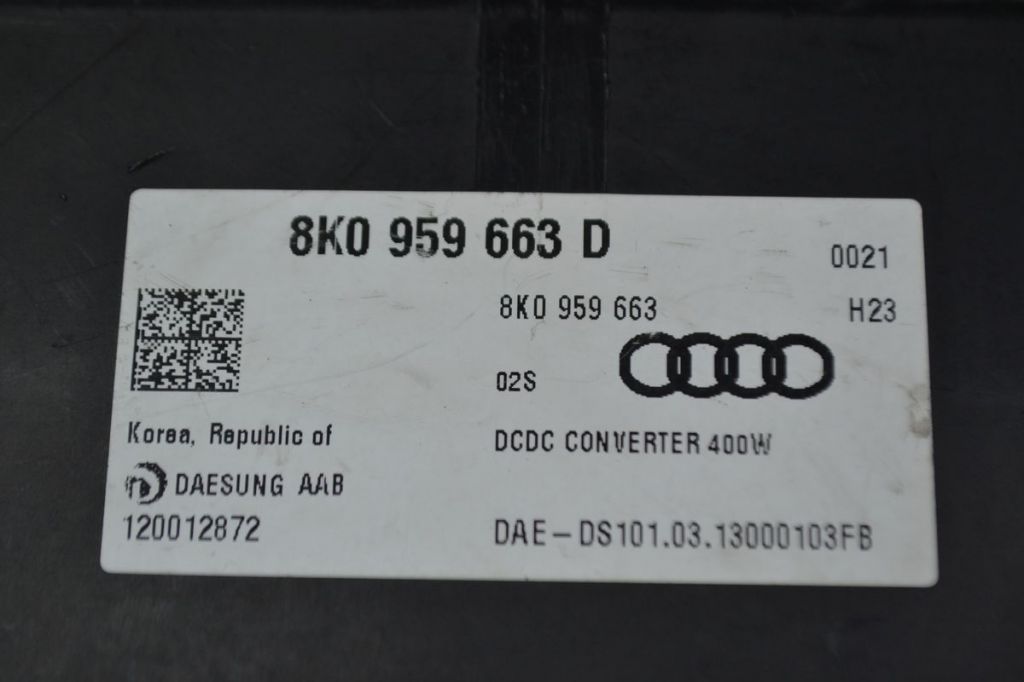 8K0 959 663 D
0021
8K0 959 663
H23
02S
Korea, Republic of
DCDC CONVERTER 400W
DAESUNG AAB
120012872
DAE-DS101.03.13000103FB